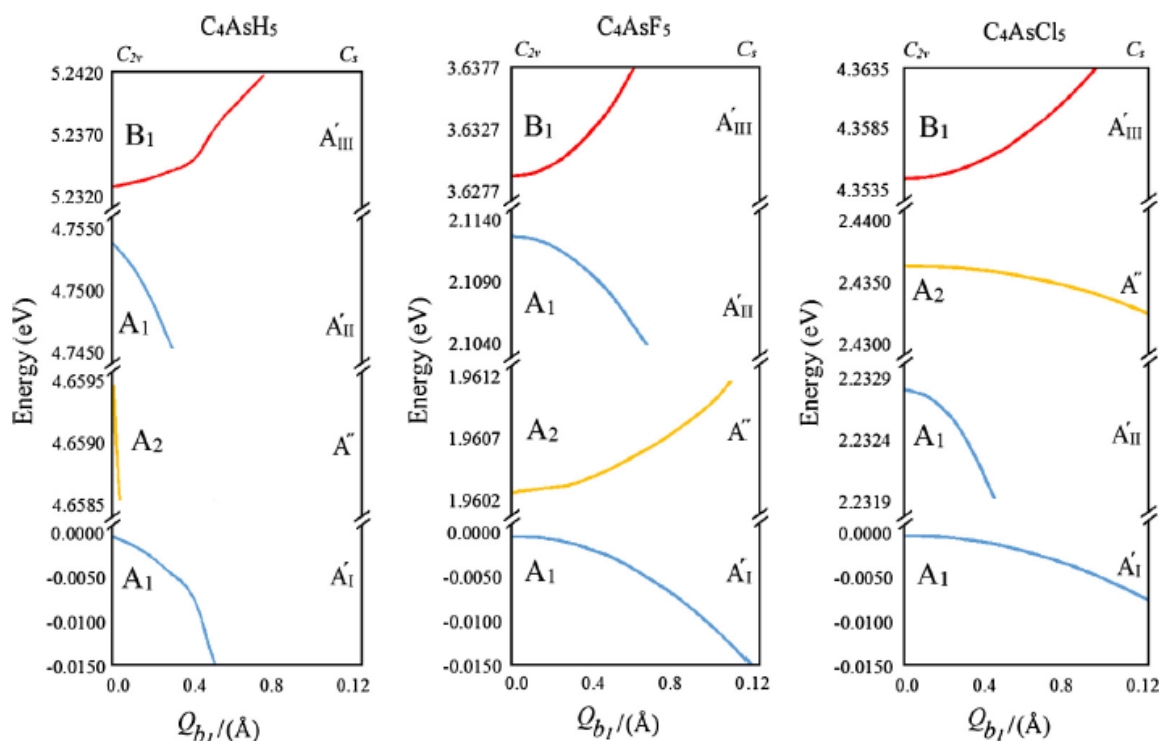 C₄AsH₅
C₂ᵥ Cₛ
5.2420
5.2370
5.2320
4.7550
4.7500
4.7450
4.6595
4.6590
4.6585
0.0000
-0.0050
-0.0100
-0.0150
Energy (eV)
B₁ A′III
A₁ A′II
A₂ A″
A₁ A′I
0.0 0.4 0.8 0.12
Qb₁/(Å)
C₄AsF₅
C₂ᵥ Cₛ
3.6377
3.6327
3.6277
2.1140
2.1090
2.1040
1.9612
1.9607
1.9602
0.0000
-0.0050
-0.0100
-0.0150
Energy (eV)
B₁ A′III
A₁ A′II
A₂ A″
A₁ A′I
0.0 0.4 0.8 0.12
Qb₁/(Å)
C₄AsCl₅
C₂ᵥ Cₛ
4.3635
4.3585
4.3535
2.4400
2.4350
2.4300
2.2329
2.2324
2.2319
0.0000
-0.0050
-0.0100
-0.0150
Energy (eV)
B₁ A′III
A₂ A″
A₁ A′II
A₁ A′I
0.0 0.4 0.8 0.12
Qb₁/(Å)